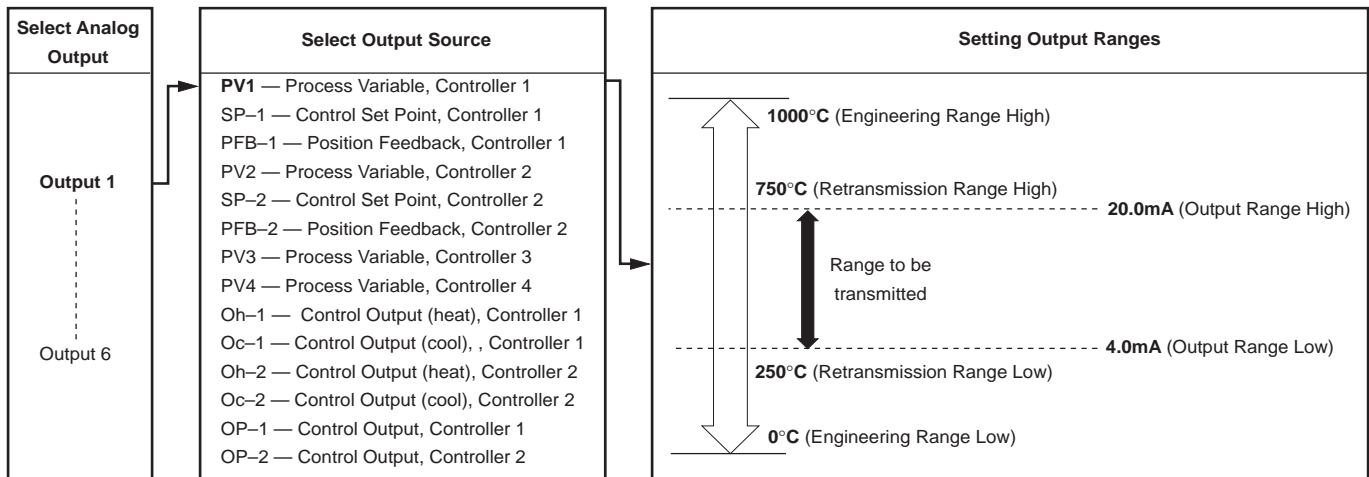 Select Analog
Output
Output 1
Output 6
Select Output Source
PV1 — Process Variable, Controller 1
SP–1 — Control Set Point, Controller 1
PFB–1 — Position Feedback, Controller 1
PV2 — Process Variable, Controller 2
SP–2 — Control Set Point, Controller 2
PFB–2 — Position Feedback, Controller 2
PV3 — Process Variable, Controller 3
PV4 — Process Variable, Controller 4
Oh–1 — Control Output (heat), Controller 1
Oc–1 — Control Output (cool), , Controller 1
Oh–2 — Control Output (heat), Controller 2
Oc–2 — Control Output (cool), Controller 2
OP–1 — Control Output, Controller 1
OP–2 — Control Output, Controller 2
Setting Output Ranges
1000°C (Engineering Range High)
750°C (Retransmission Range High)
20.0mA (Output Range High)
Range to be
transmitted
4.0mA (Output Range Low)
250°C (Retransmission Range Low)
0°C (Engineering Range Low)